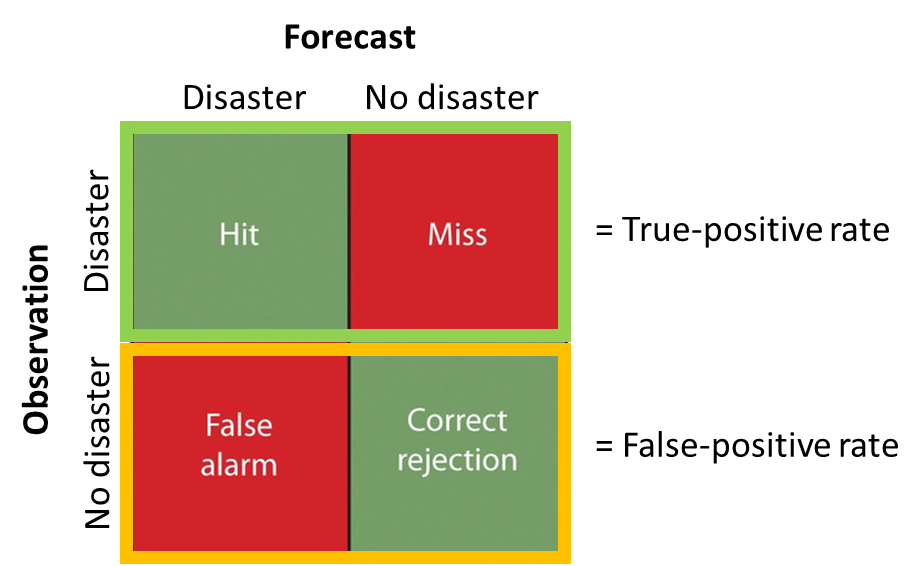 Forecast
Disaster
No disaster
Observation
Disaster
Hit
Miss
= True-positive rate
No disaster
False
alarm
Correct
rejection
= False-positive rate